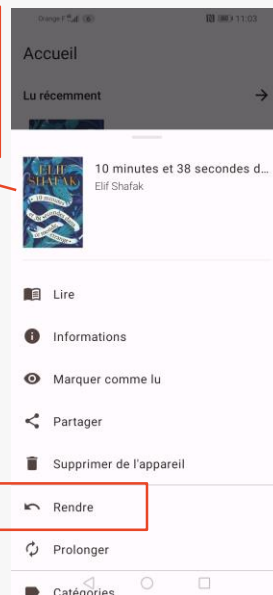 Orange F
11:03
Accueil
Lu récemment
ELIF
SHAFAK
10 minutes et 38 secondes d...
Elif Shafak
Lire
Informations
Marquer comme lu
Partager
Supprimer de l'appareil
Rendre
Prolonger
Catégories